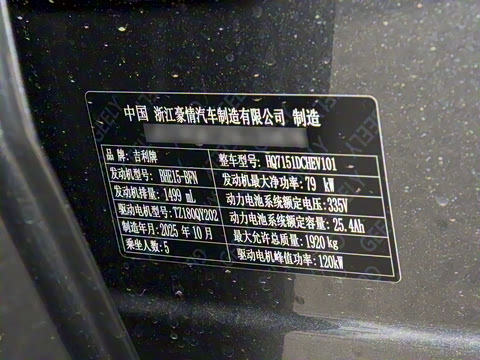 中国 浙江豪情汽车制造有限公司 制造
品 牌:吉利牌 整车型号:HQ7151DCHEV101
发动机型号:BHE15-BFN 发动机最大净功率:79 kW
发动机排量:1499 mL 动力电池系统额定电压:335V
驱动电机型号:TZ180QY202 动力电池系统额定容量:25.4Ah
制造年月:2025 年 10 月 最大允许总质量:1920 kg
乘坐人数:5 驱动电机峰值功率:120kW